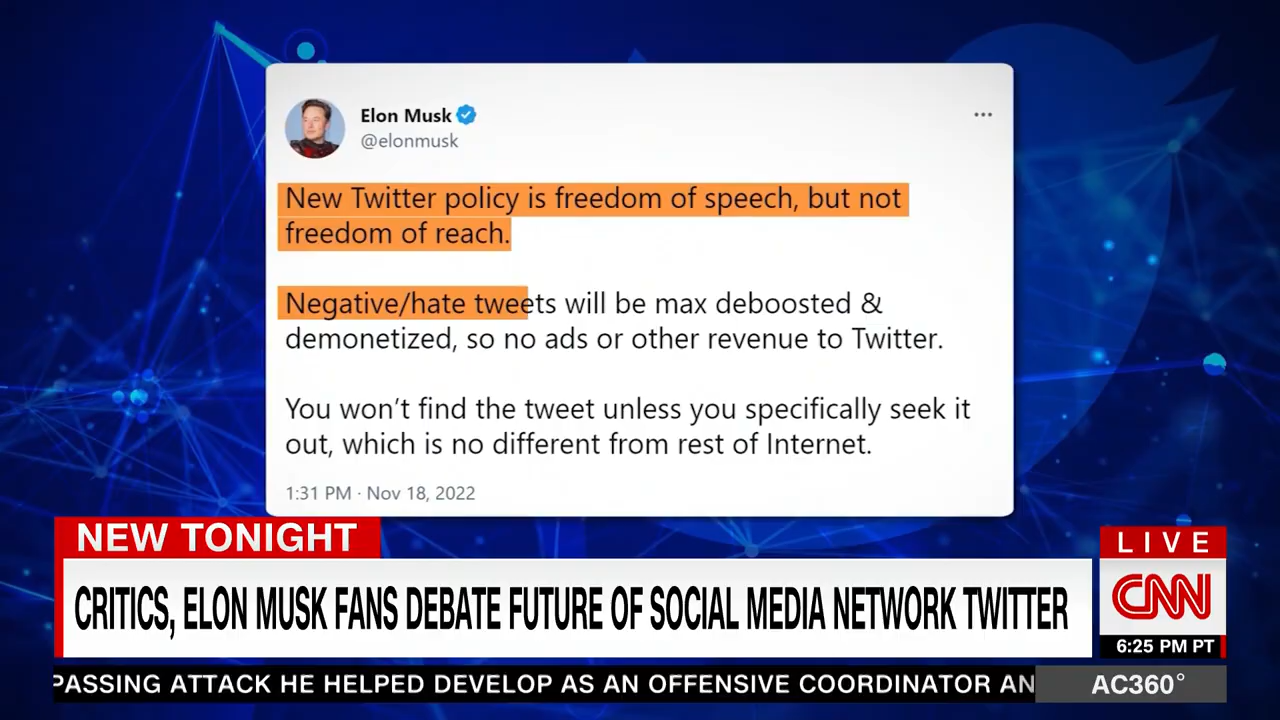 Elon Musk
@elonmusk
New Twitter policy is freedom of speech, but not
freedom of reach.
Negative/hate tweets will be max deboosted &
demonetized, so no ads or other revenue to Twitter.
You won't find the tweet unless you specifically seek it
out, which is no different from rest of Internet.
1:31 PM · Nov 18, 2022
NEW TONIGHT
CRITICS, ELON MUSK FANS DEBATE FUTURE OF SOCIAL MEDIA NETWORK TWITTER
LIVE
CNN
6:25 PM PT
PASSING ATTACK HE HELPED DEVELOP AS AN OFFENSIVE COORDINATOR AN
AC360°